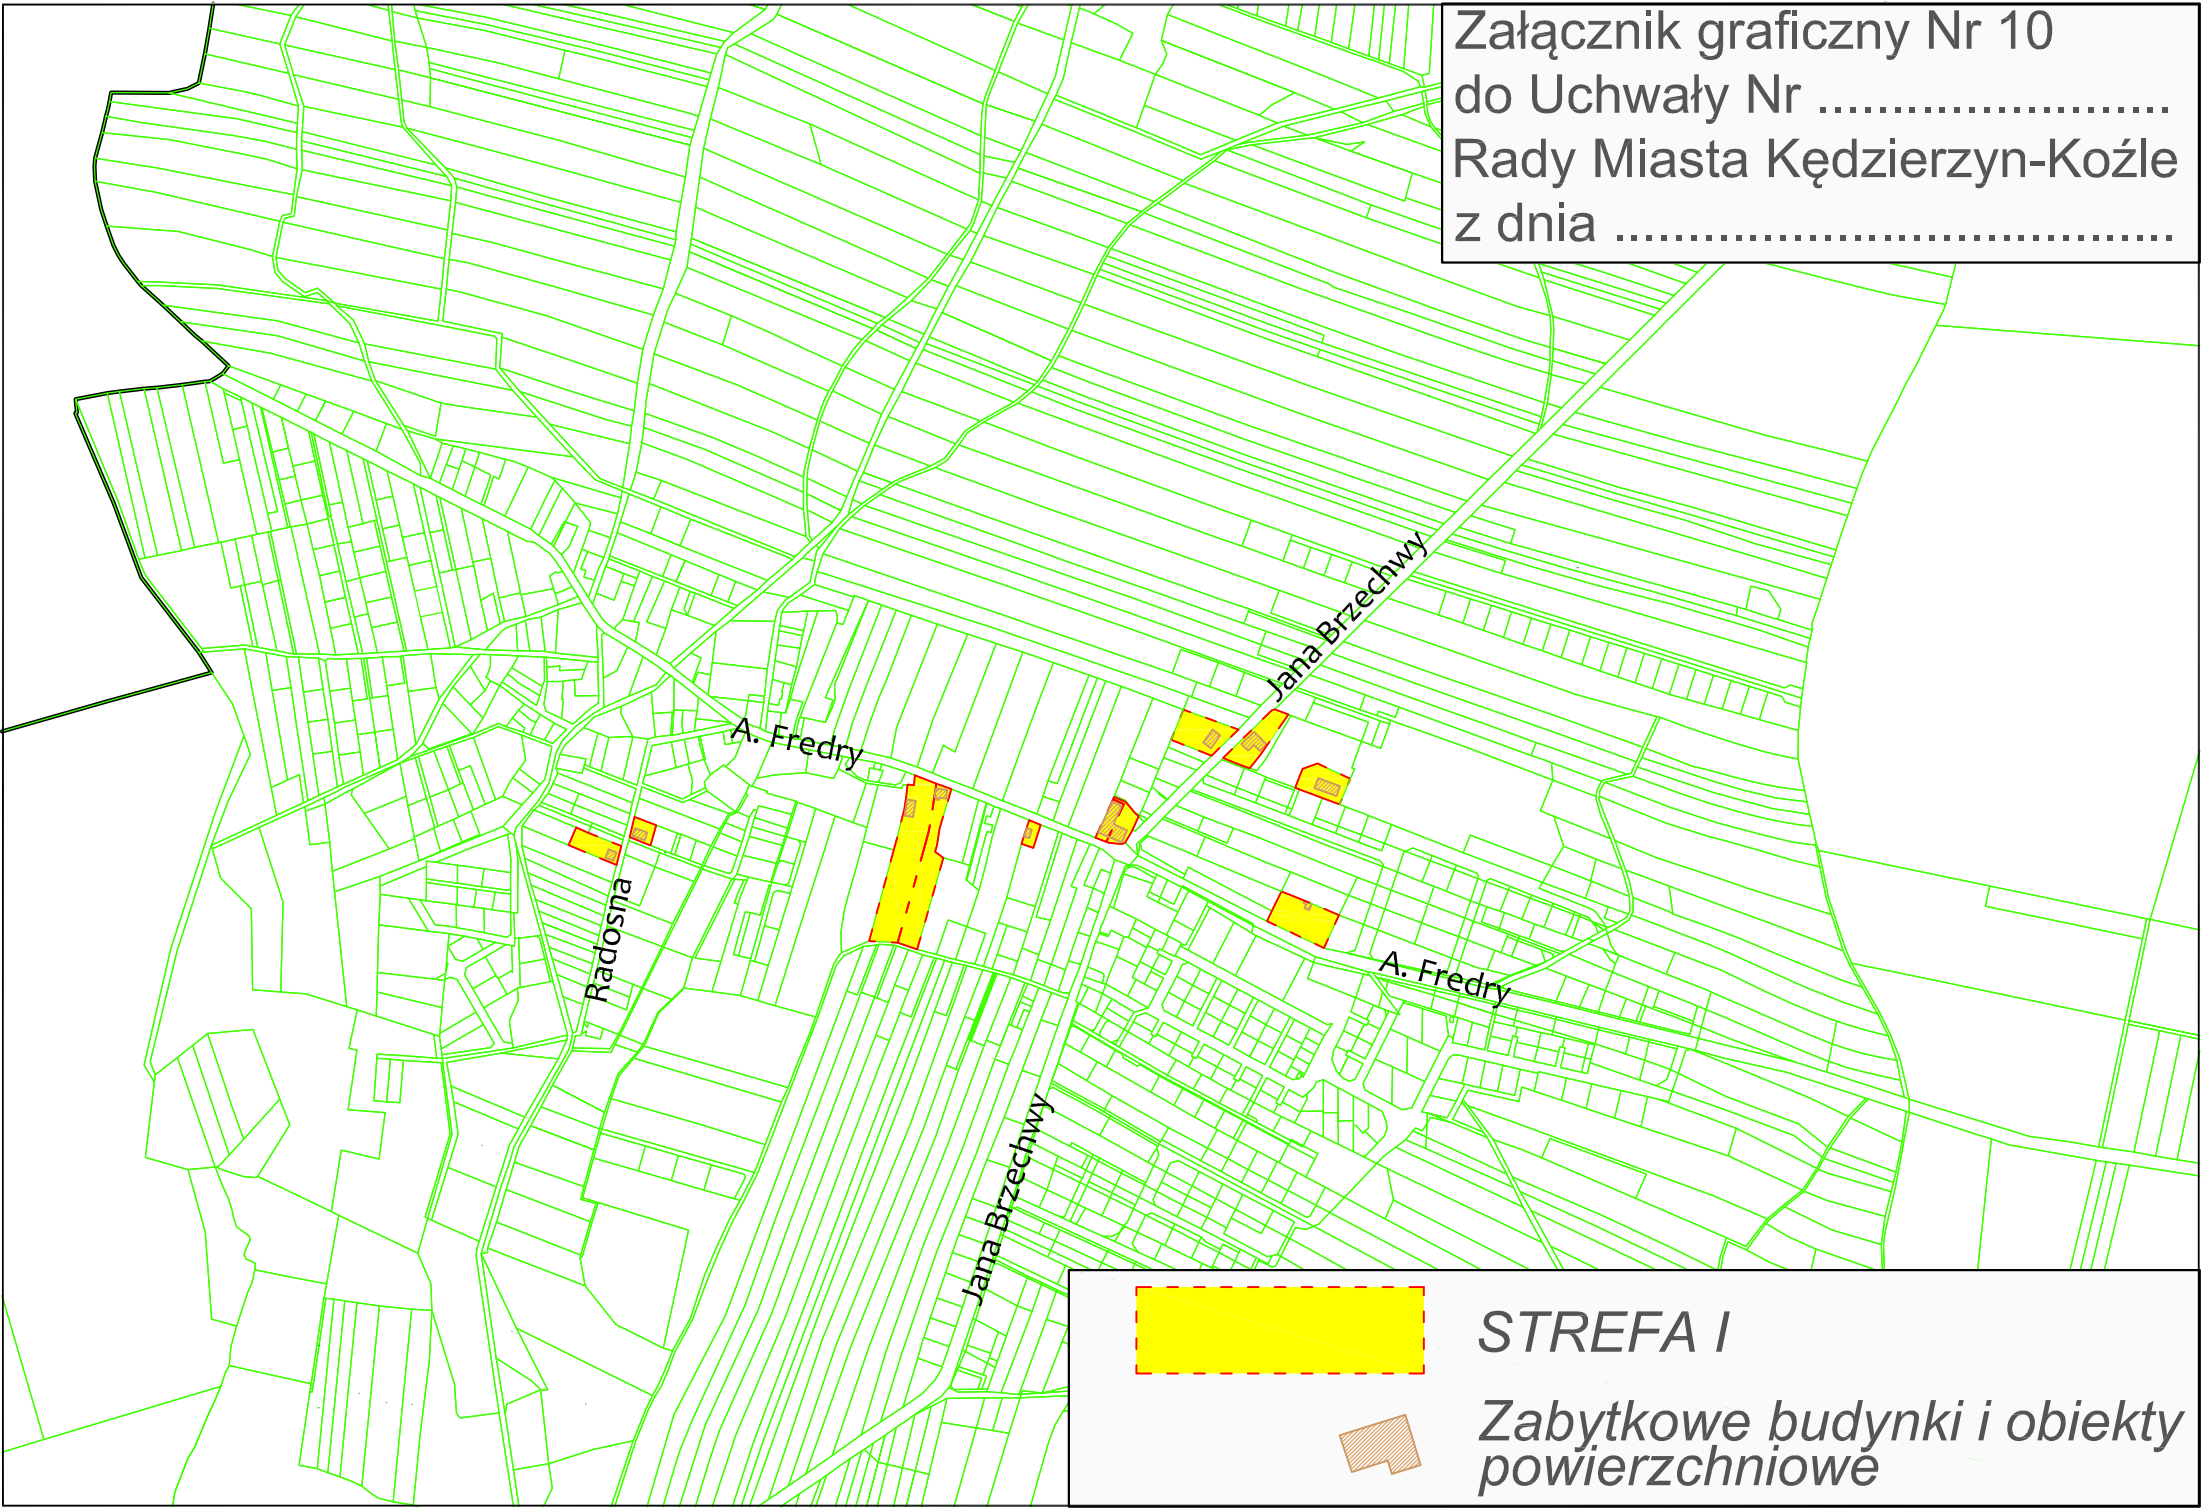 Załącznik graficzny Nr 10
do Uchwały Nr ........................
Rady Miasta Kędzierzyn-Koźle
z dnia ......................................
Jana Brzechwy
A. Fredry
Radosna
A. Fredry
Jana Brzechwy
STREFA I
Zabytkowe budynki i obiekty
powierzchniowe